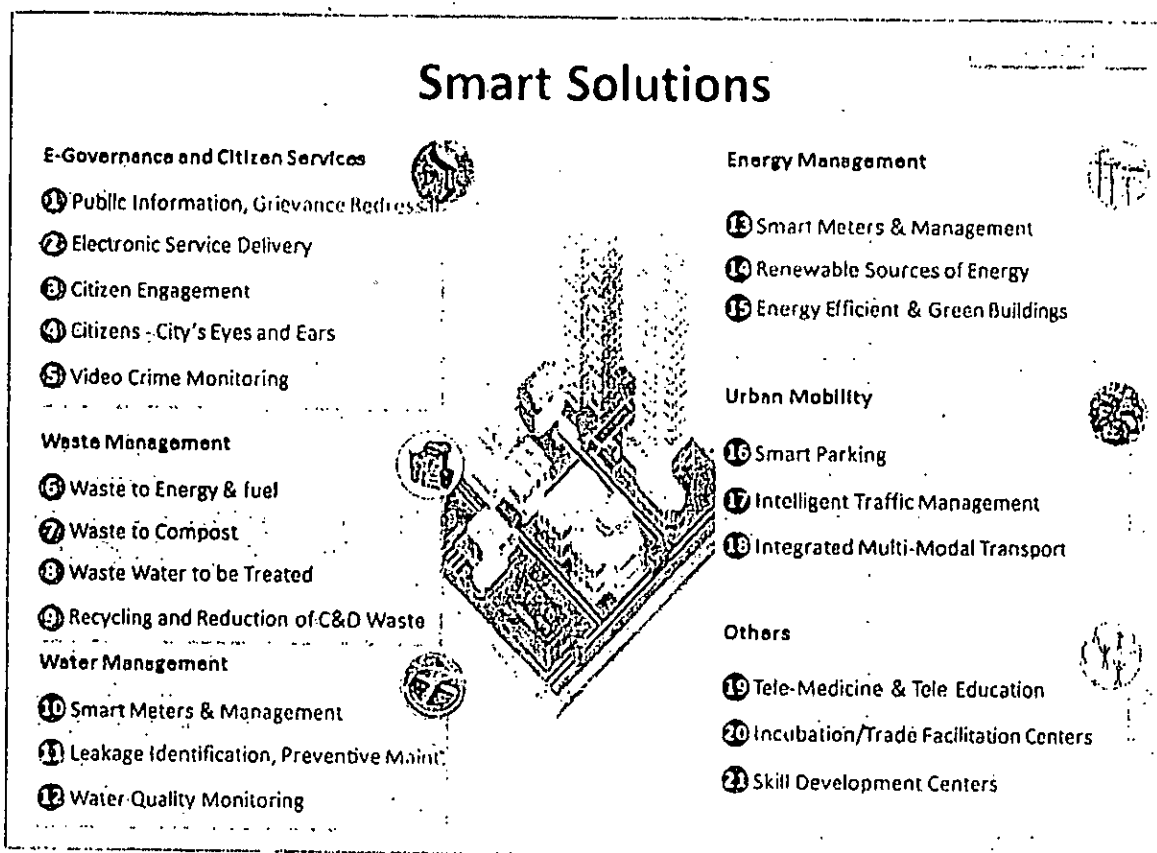 Smart Solutions
E-Governance and Citizen Services
1 Public Information, Grievance Redressal
2 Electronic Service Delivery
3 Citizen Engagement
4 Citizens - City's Eyes and Ears
5 Video Crime Monitoring
Waste Management
6 Waste to Energy & fuel
7 Waste to Compost
8 Waste Water to be Treated
9 Recycling and Reduction of C&D Waste
Water Management
10 Smart Meters & Management
11 Leakage Identification, Preventive Maint.
12 Water Quality Monitoring
Energy Management
13 Smart Meters & Management
14 Renewable Sources of Energy
15 Energy Efficient & Green Buildings
Urban Mobility
16 Smart Parking
17 Intelligent Traffic Management
18 Integrated Multi-Modal Transport
Others
19 Tele-Medicine & Tele Education
20 Incubation/Trade Facilitation Centers
21 Skill Development Centers